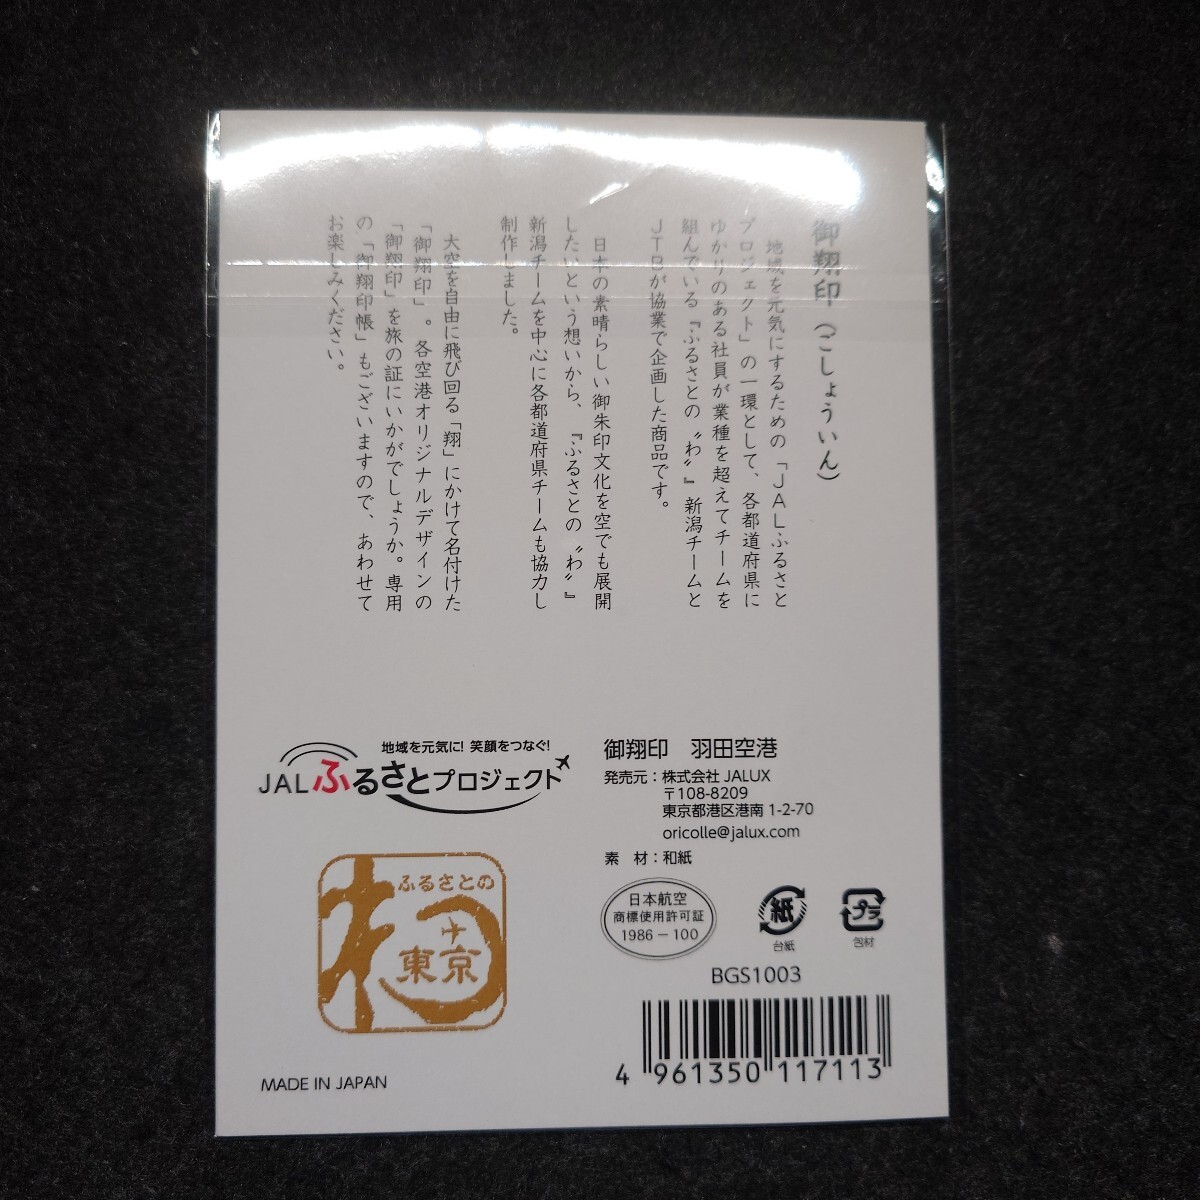 御翔印（ごしょういん）
地域を元気にするための「JALふるさと
プロジェクト」の一環として、各都道府県に
ゆかりのある社員が業種を超えてチームを
組んでいる『ふるさとの〝わ〟』新潟チームと
JTBが協業で企画した商品です。
日本の素晴らしい御朱印文化を空でも展開
したいという想いから、『ふるさとの〝わ〟』
新潟チームを中心に各都道府県チームも協力し
制作しました。
大空を自由に飛び回る「翔」にかけて名付けた
「御翔印」。各空港オリジナルデザインの
「御翔印」を旅の証にいかがでしょうか。専用
の「御翔印帳」もございますので、あわせて
お楽しみください。
地域を元気に! 笑顔をつなぐ!
JALふるさとプロジェクト
ふるさとの
わ
東京
MADE IN JAPAN
御翔印 羽田空港
発売元：株式会社 JALUX
〒108-8209
東京都港区港南 1-2-70
oricolle@jalux.com
素 材：和紙
日本航空
商標使用許可証
1986－100
紙
台紙
プラ
包材
BGS1003
4 961350 117113